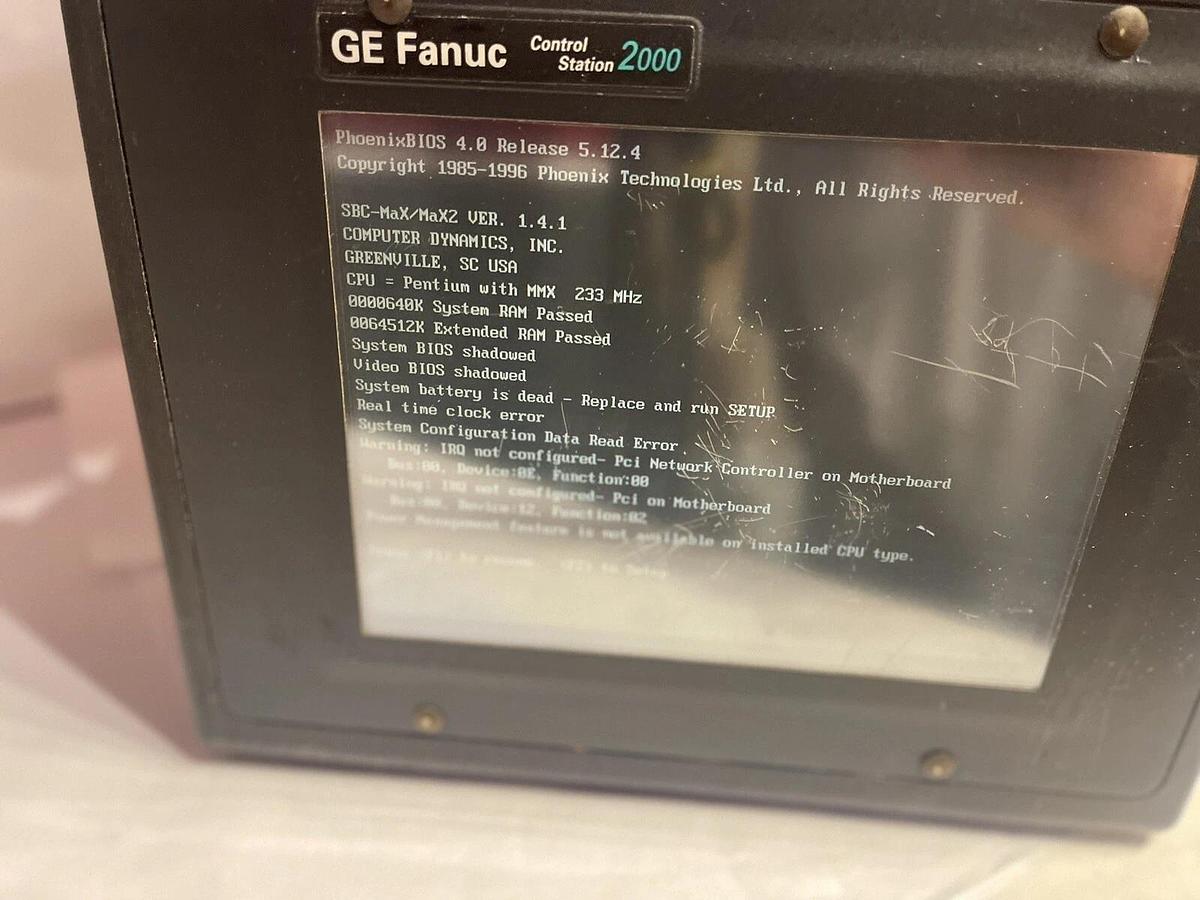 GE Fanuc Control Station 2000
PhoenixBIOS 4.0 Release 5.12.4
Copyright 1985-1996 Phoenix Technologies Ltd., All Rights Reserved.
SBC-MaX/MaX2 VER. 1.4.1
COMPUTER DYNAMICS, INC.
GREENVILLE, SC USA
CPU = Pentium with MMX 233 MHz
0000640K System RAM Passed
0064512K Extended RAM Passed
System BIOS shadowed
Video BIOS shadowed
System battery is dead - Replace and run SETUP
Real time clock error
System Configuration Data Read Error
Warning: IRQ not configured- Pci Network Controller on Motherboard
Bus:00, Device:0E, Function:00
Warning: IRQ not configured- Pci on Motherboard
Bus:00, Device:12, Function:02
Power Management feature is not available on installed CPU type.